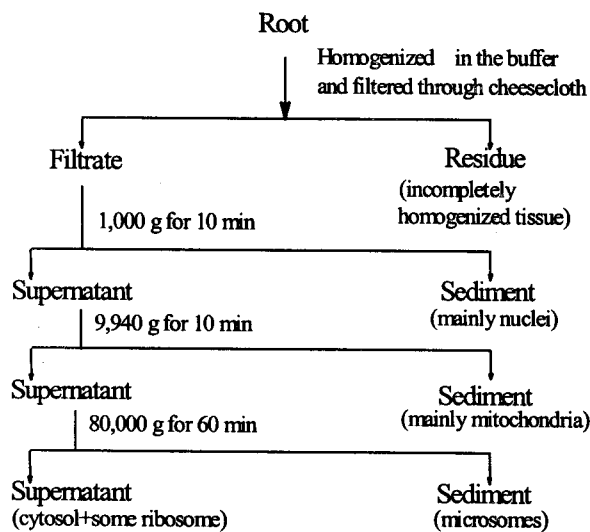 Root
Homogenized in the buffer
and filtered through cheesecloth
Filtrate
Residue
(incompletely
homogenized tissue)
1,000 g for 10 min
Supernatant
Sediment
(mainly nuclei)
9,940 g for 10 min
Supernatant
Sediment
(mainly mitochondria)
80,000 g for 60 min
Supernatant
(cytosol+some ribosome)
Sediment
(microsomes)